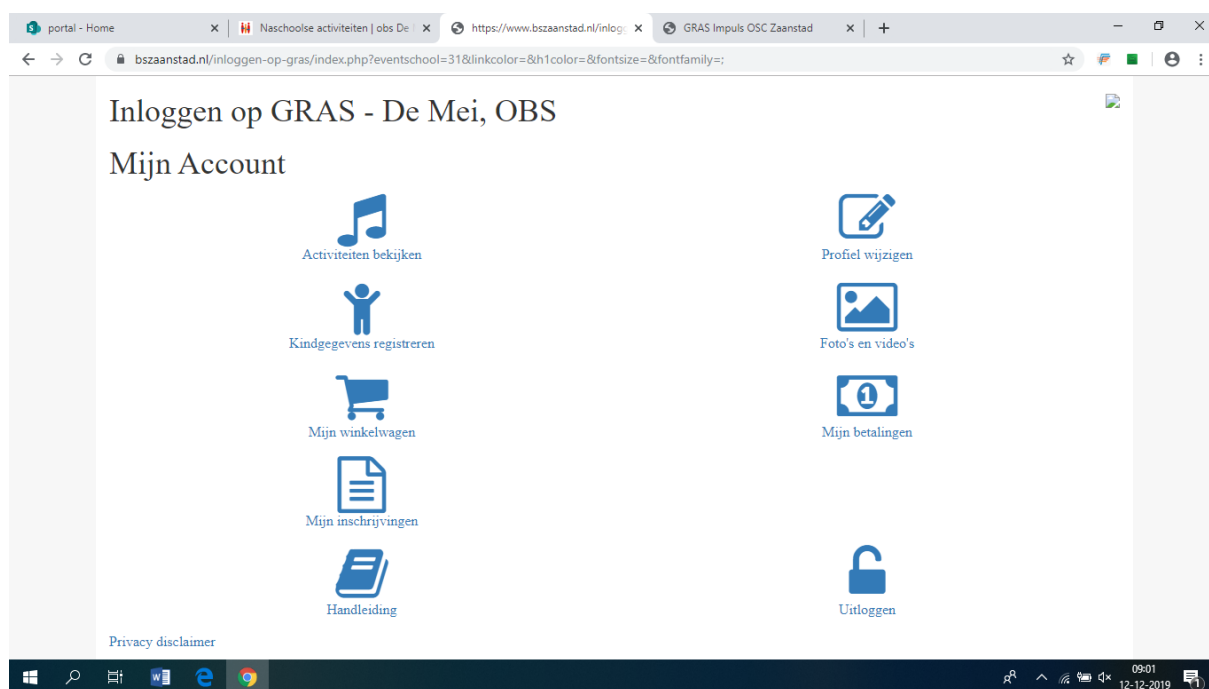 portal - Home
Naschoolse activiteiten | obs De
https://www.bszaanstad.nl/inlog
GRAS Impuls OSC Zaanstad
bszaanstad.nl/inloggen-op-gras/index.php?eventschool=31&linkcolor=&h1color=&fontsize=&fontfamily=;
Inloggen op GRAS - De Mei, OBS
Mijn Account
Activiteiten bekijken
Profiel wijzigen
Kindgegevens registreren
Foto's en video's
1
Mijn winkelwagen
Mijn betalingen
Mijn inschrijvingen
Handleiding
Uitloggen
Privacy disclaimer
09:01
12-12-2019
1